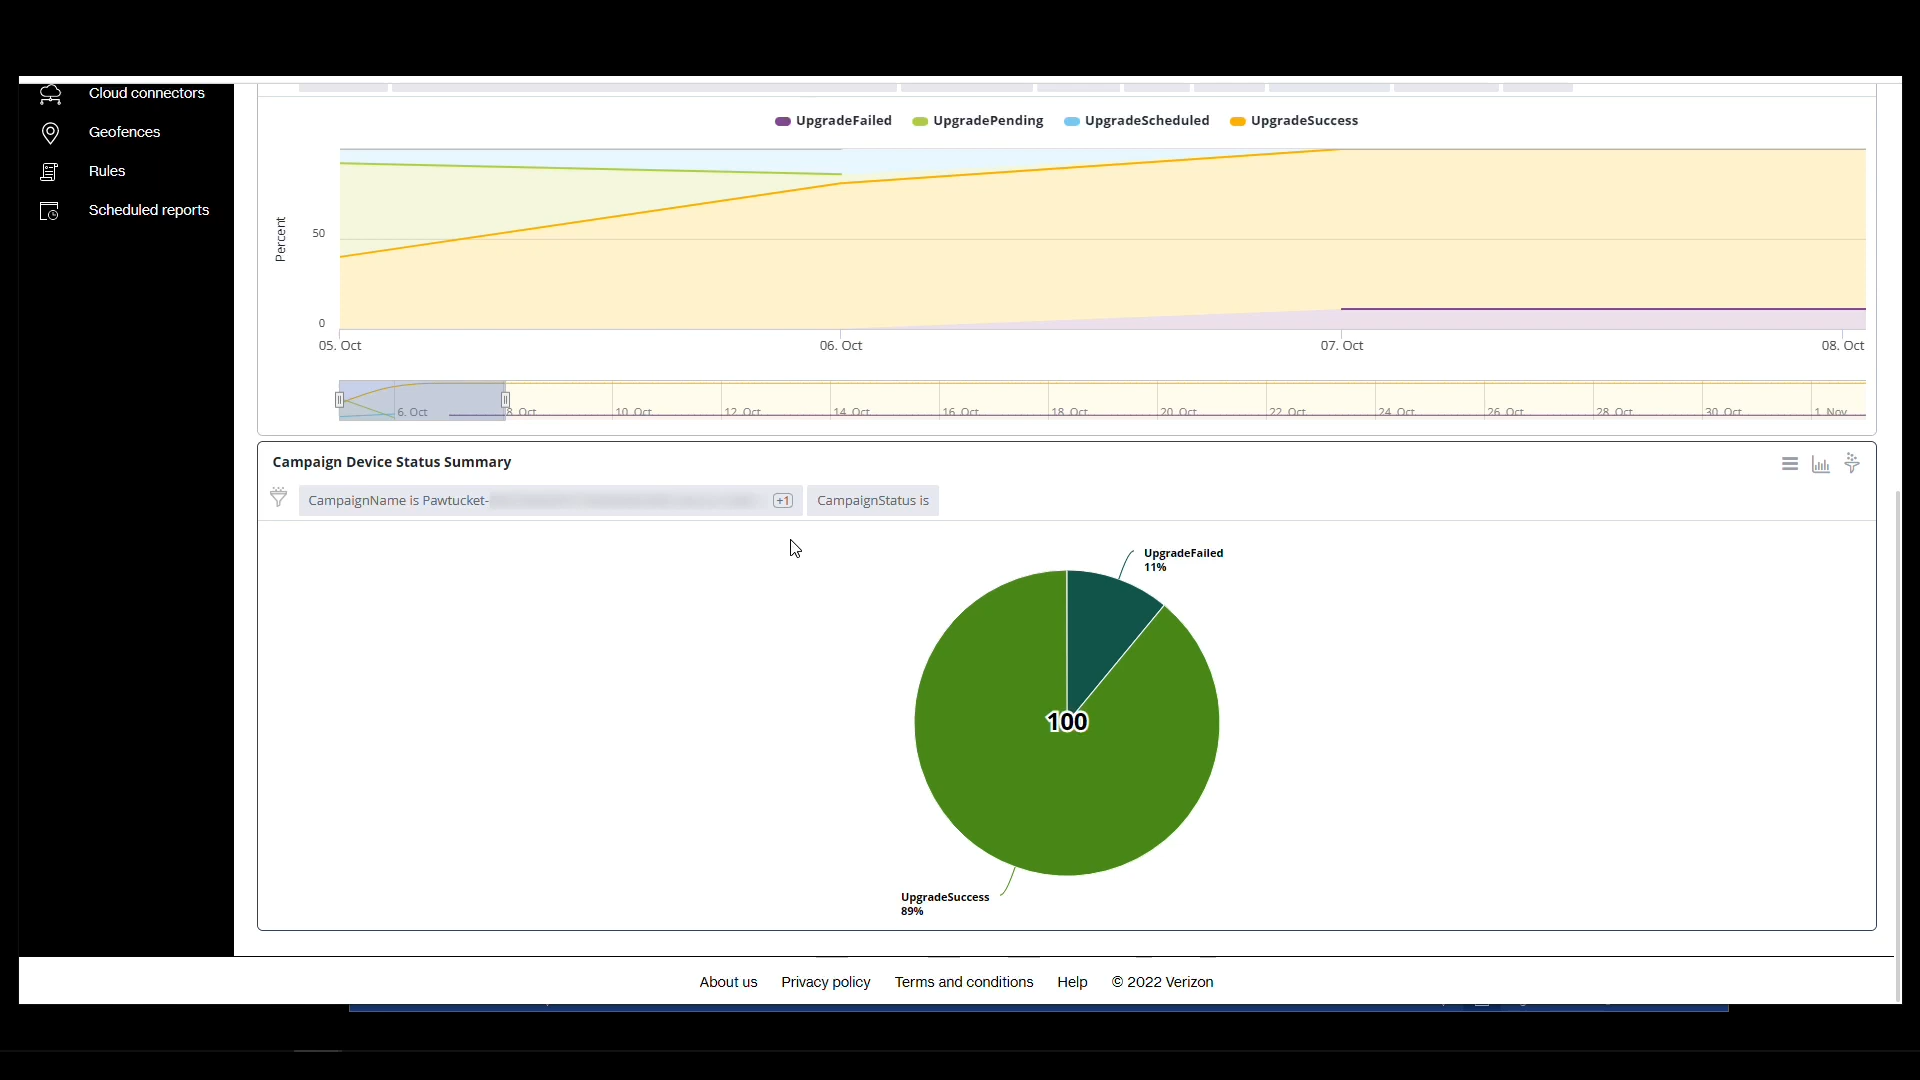 Cloud connectors
Geofences
Rules
Scheduled reports
UpgradeFailed UpgradePending UpgradeScheduled UpgradeSuccess
Percent
50
0
05. Oct 06. Oct 07. Oct 08. Oct
6. Oct 8. Oct 10. Oct 12. Oct 14. Oct 16. Oct 18. Oct 20. Oct 22. Oct 24. Oct 26. Oct 28. Oct 30. Oct 1. Nov
Campaign Device Status Summary
CampaignName is Pawtucket- +1 CampaignStatus is
UpgradeFailed
11%
100
UpgradeSuccess
89%
About us Privacy policy Terms and conditions Help © 2022 Verizon